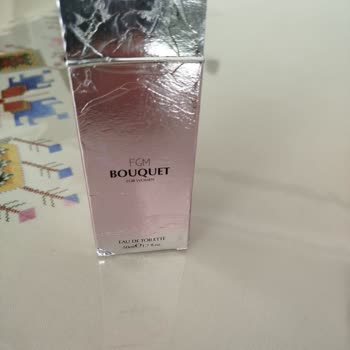 FGM
BOUQUET
FOR WOMAN
EAU DE TOILETTE